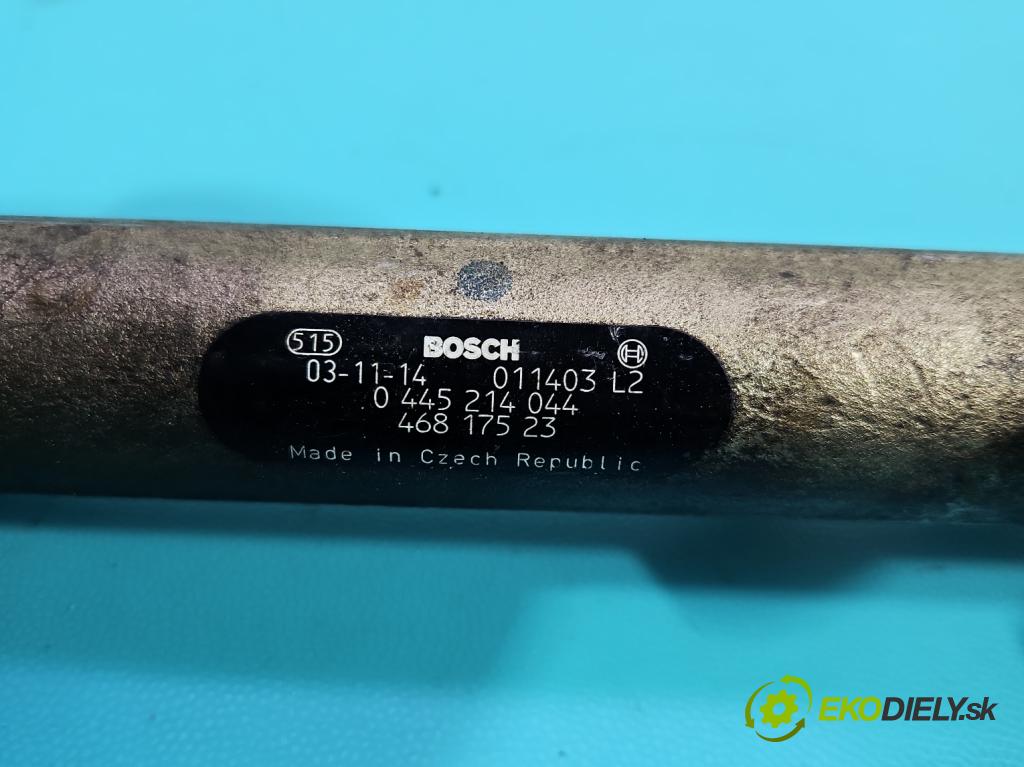 515 BOSCH
03-11-14 011403 L2
0 445 214 044
468 175 23
Made in Czech Republic
EKODIELY.sk